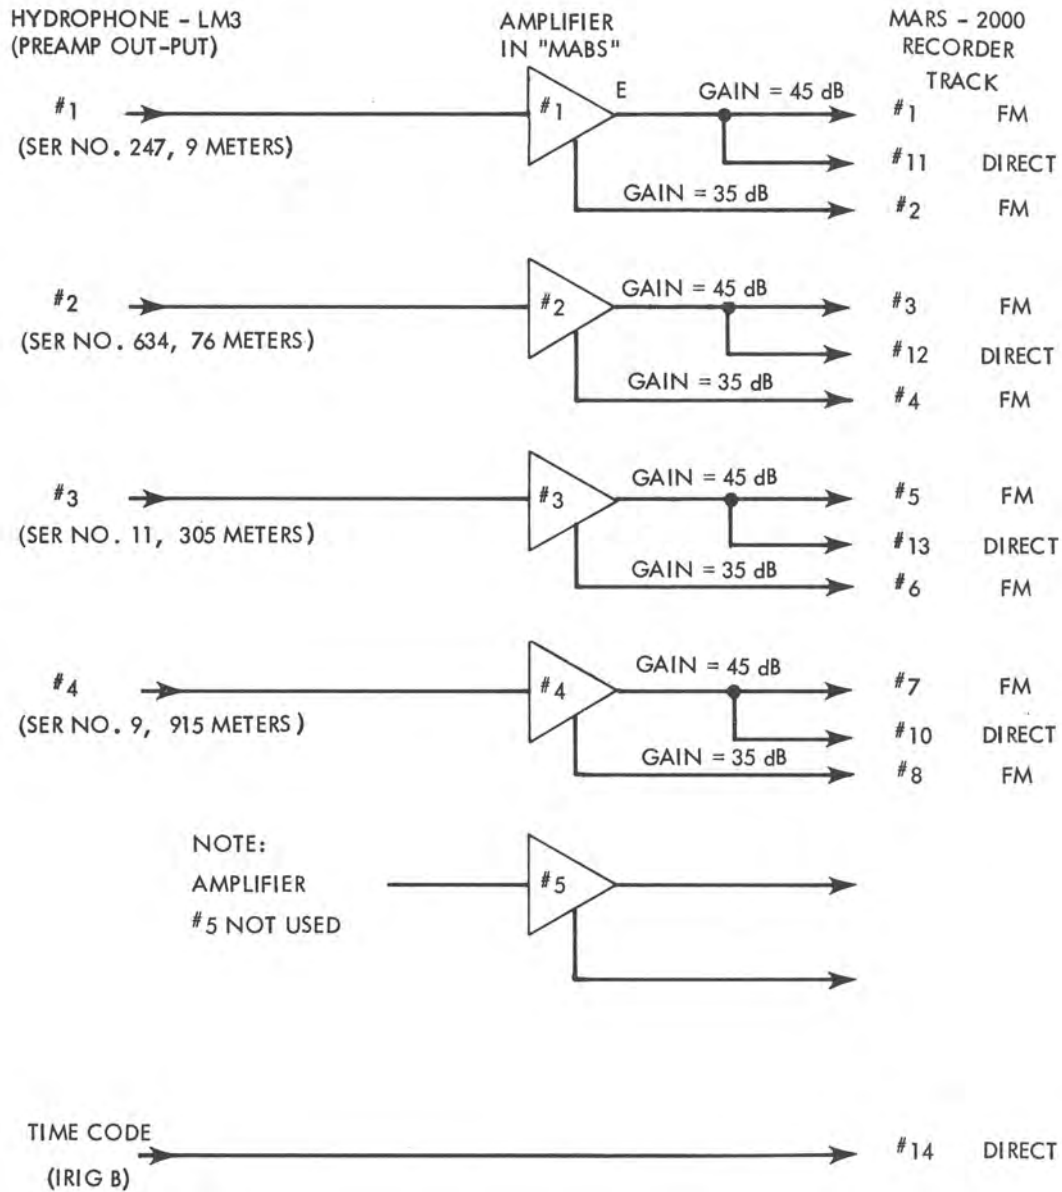 HYDROPHONE - LM3
(PREAMP OUT-PUT)
AMPLIFIER
IN "MABS"
MARS - 2000
RECORDER
TRACK
#1
(SER NO. 247, 9 METERS)
#1
E
GAIN = 45 dB
#1 FM
#11 DIRECT
GAIN = 35 dB
#2 FM
#2
(SER NO. 634, 76 METERS)
#2
GAIN = 45 dB
#3 FM
#12 DIRECT
GAIN = 35 dB
#4 FM
#3
(SER NO. 11, 305 METERS)
#3
GAIN = 45 dB
#5 FM
#13 DIRECT
GAIN = 35 dB
#6 FM
#4
(SER NO. 9, 915 METERS)
#4
GAIN = 45 dB
#7 FM
#10 DIRECT
GAIN = 35 dB
#8 FM
NOTE:
AMPLIFIER
#5 NOT USED
#5
TIME CODE
(IRIG B)
#14 DIRECT